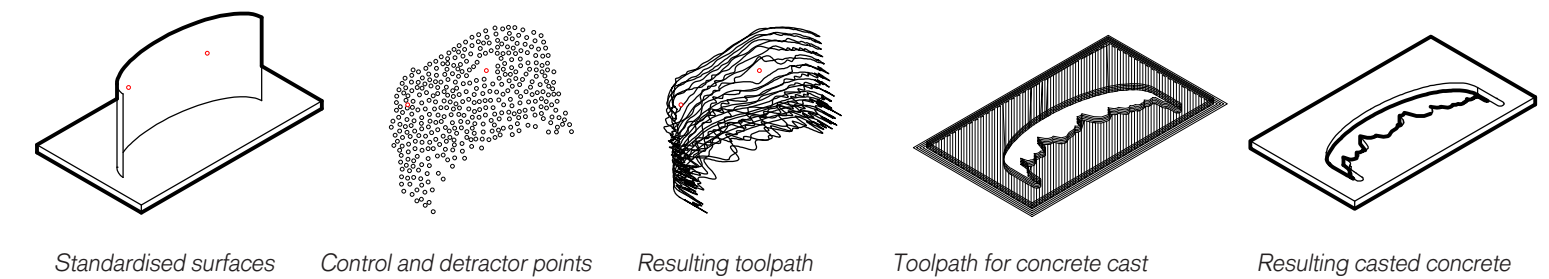 Standardised surfaces
Control and detractor points
Resulting toolpath
Toolpath for concrete cast
Resulting casted concrete